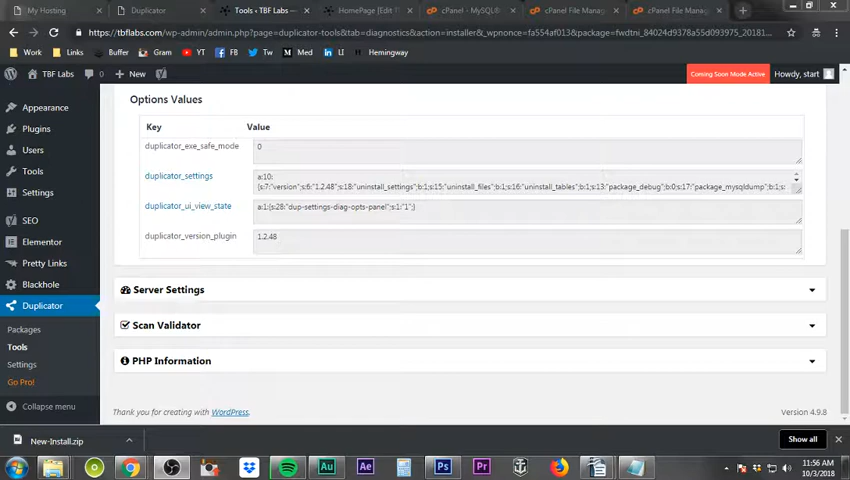 My Hosting
Duplicator
Tools ‹ TBF Labs
HomePage [Edit T
cPanel - MySQL®
cPanel File Manag
cPanel File Manag
https://tbflabs.com/wp-admin/admin.php?page=duplicator-tools&tab=diagnostics&action=installer&_wpnonce=fa554af013&package=fwdtni_84024d9378a55d093975_20181
Work
Links
Buffer
Gram
YT
FB
Twitter
Med
LI
Hemingway
TBF Labs
0
New
Coming Soon Mode Active
Howdy, start
Appearance
Plugins
Users
Tools
Settings
SEO
Elementor
Pretty Links
Blackhole
Duplicator
Packages
Tools
Settings
Go Pro!
Collapse menu
Options Values
Key
Value
duplicator_exe_safe_mode
0
duplicator_settings
a:10:
{s:7:"version";s:6:"1.2.48";s:18:"uninstall_settings";b:1;s:15:"uninstall_files";b:1;s:16:"uninstall_tables";b:1;s:13:"package_debug";b:0;s:17:"package_mysqldump";b:1;s:
duplicator_ui_view_state
a:1:{s:28:"dup-settings-diag-opts-panel";s:1:"1";}
duplicator_version_plugin
1.2.48
Server Settings
Scan Validator
PHP Information
Thank you for creating with WordPress.
Version 4.9.8
New-Install.zip
Show all
11:56 AM
10/3/2018